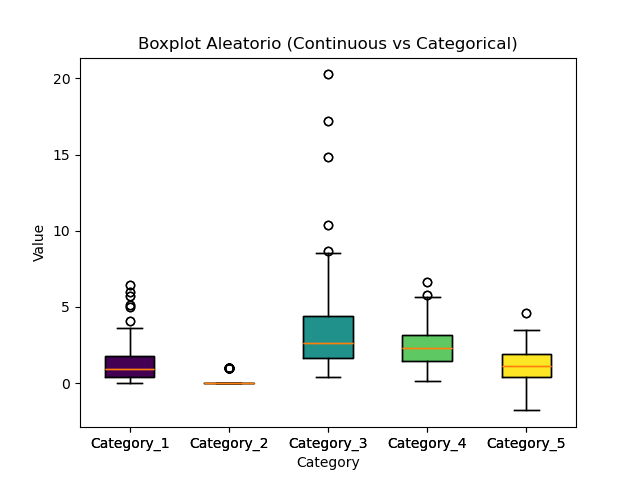 Boxplot Aleatorio (Continuous vs Categorical)
20
15
10
5
0
Value
Category_1 Category_2 Category_3 Category_4 Category_5
Category